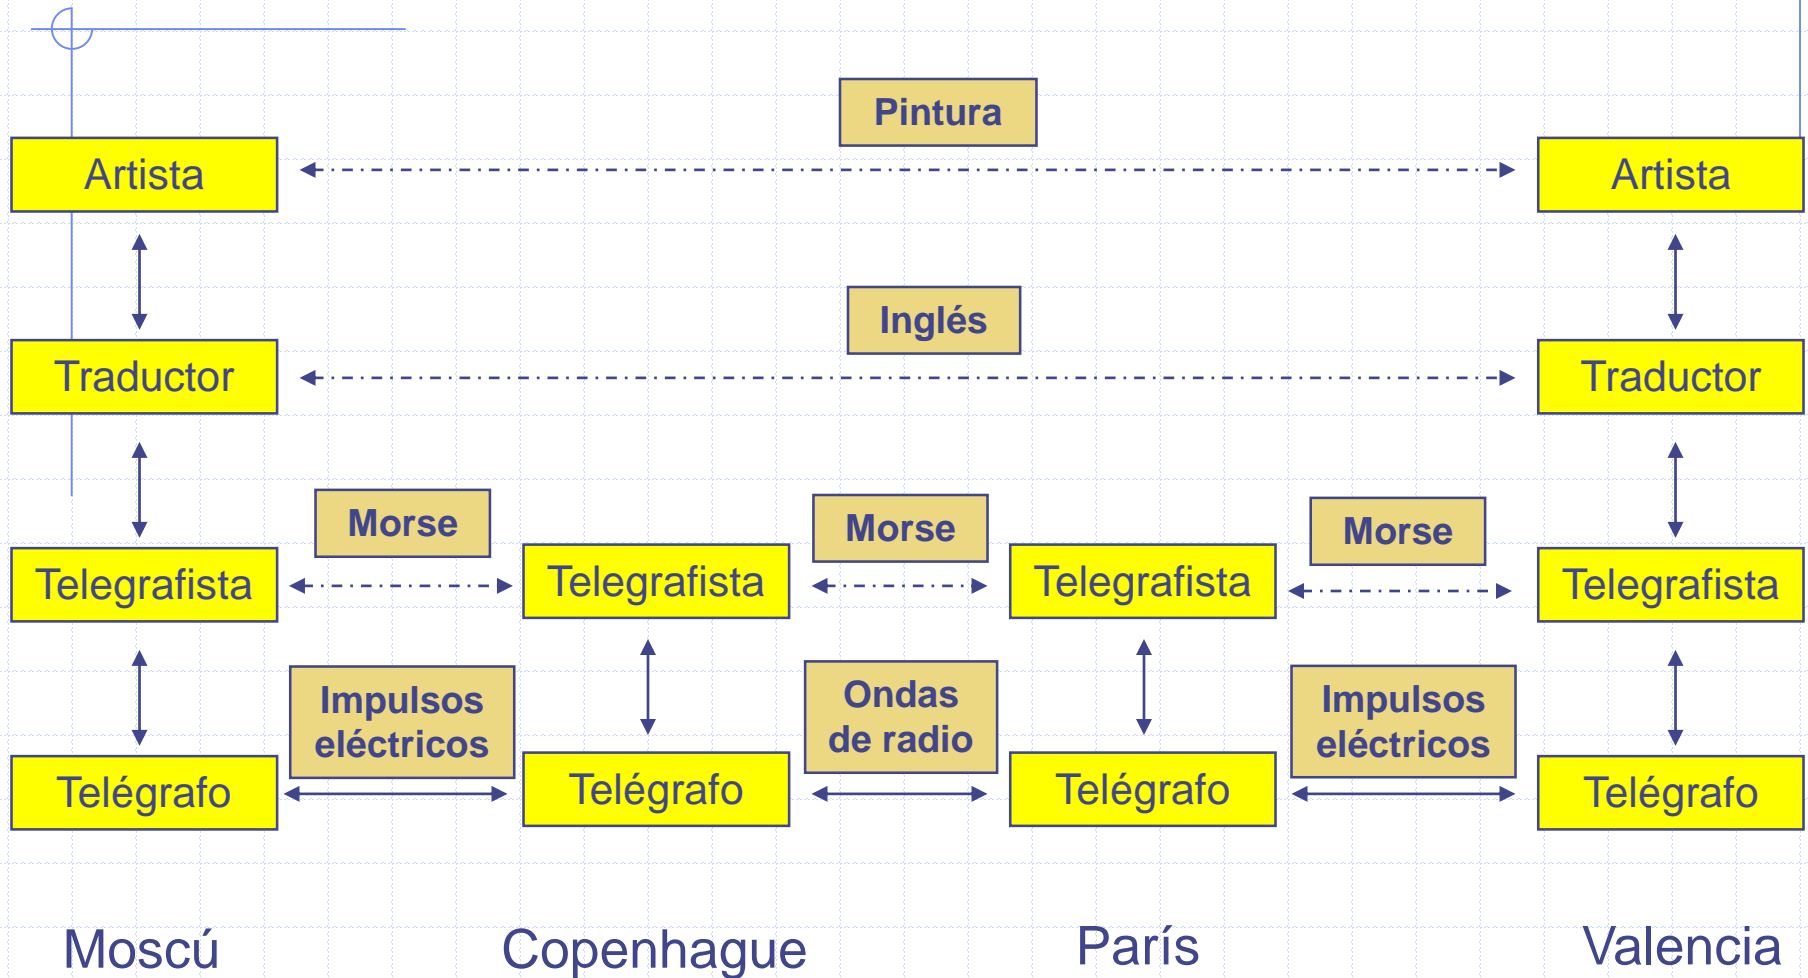 Pintura
Artista
Artista
Inglés
Traductor
Traductor
Morse
Morse
Morse
Telegrafista
Telegrafista
Telegrafista
Telegrafista
Impulsos
eléctricos
Ondas
de radio
Impulsos
eléctricos
Telégrafo
Telégrafo
Telégrafo
Telégrafo
Moscú
Copenhague
París
Valencia